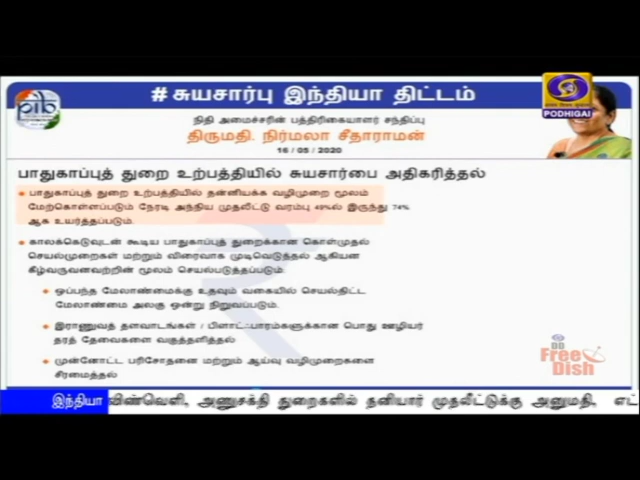 pib
#சுயசார்பு இந்தியா திட்டம்
PODHIGAI
நிதி அமைச்சரின் பத்திரிகையாளர் சந்திப்பு
திருமதி. நிர்மலா சீதாராமன்
16 / 05 / 2020
பாதுகாப்புத் துறை உற்பத்தியில் சுயசார்பை அதிகரித்தல்
பாதுகாப்புத் துறை உற்பத்தியில் தன்னியக்க வழிமுறை மூலம்
மேற்கொள்ளப்படும் நேரடி அந்நிய முதலீட்டு வரம்பு 49%ல் இருந்து 74%
ஆக உயர்த்தப்படும்.
காலக்கெடுவுடன் கூடிய பாதுகாப்புத் துறைக்கான கொள்முதல்
செயல்முறைகள் மற்றும் விரைவாக முடிவெடுத்தல் ஆகியன
கீழ்வருவனவற்றின் மூலம் செயல்படுத்தப்படும்:
ஒப்பந்த மேலாண்மைக்கு உதவும் வகையில் செயல்திட்ட
மேலாண்மை அலகு ஒன்று நிறுவப்படும்.
இராணுவத் தளவாடங்கள் / பிளாட்ஃபாரம்களுக்கான பொது ஊழியர்
தரத் தேவைகளை வகுத்தளித்தல்
முன்னோட்ட பரிசோதனை மற்றும் ஆய்வு வழிமுறைகளை
சீரமைத்தல்
DD
Free
Dish
இந்தியா விண்வெளி, அணுசக்தி துறைகளில் தனியார் முதலீட்டுக்கு அனுமதி, எட்